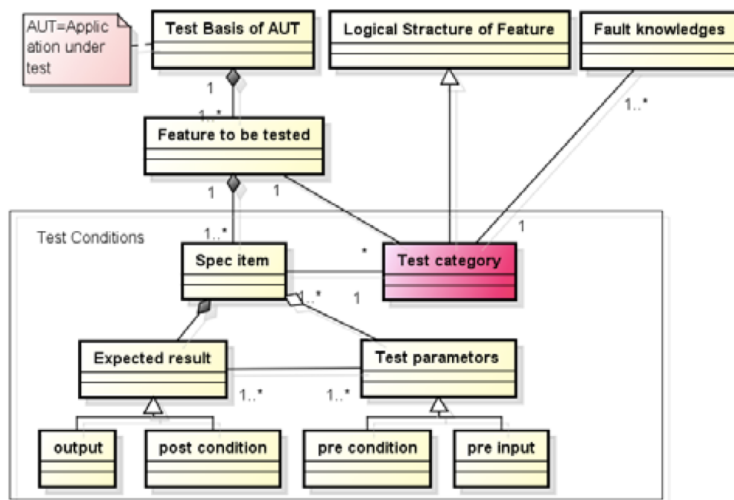 AUT=Applic
ation under
test
Test Basis of AUT
Logical Stracture of Feature
Fault knowledges
1
1..*
1..*
Feature to be tested
1
1
1..*
1
Test Conditions
Spec item
*
Test category
1..*
1
Expected result
Test parametors
1..*
1..*
output
post condition
pre condition
pre input